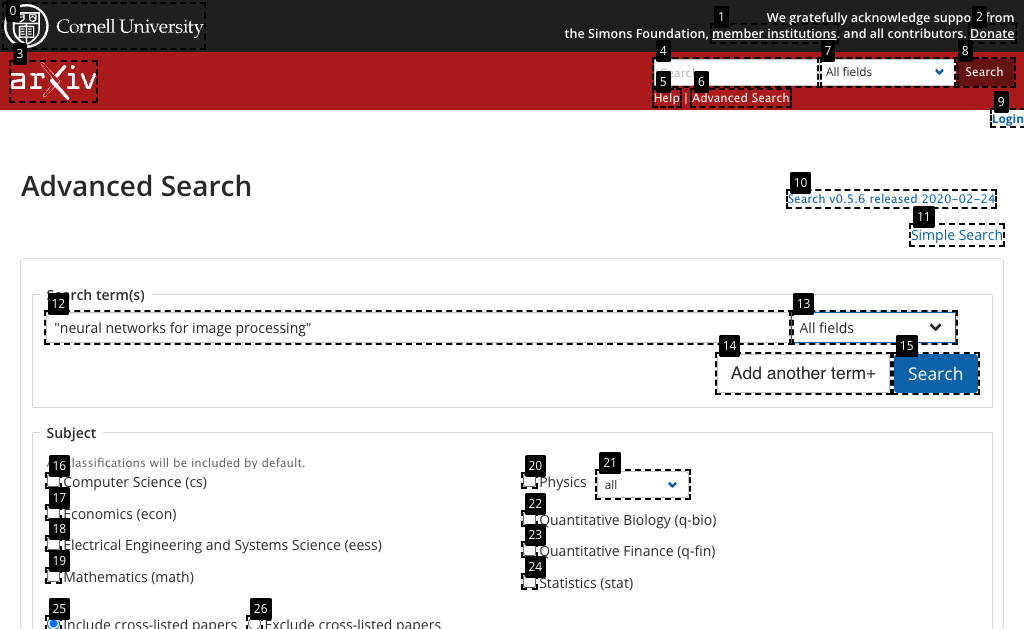 0
Cornell University
1
2
We gratefully acknowledge suppo from
the Simons Foundation, member institutions. and all contributors. Donate
3
arXiv
4
Search...
7
All fields
8
Search
5
6
Help | Advanced Search
9
Login
Advanced Search
10
Search v0.5.6 released 2020-02-24
11
Simple Search
Search term(s)
12
"neural networks for image processing"
13
All fields
14
Add another term+
15
Search
Subject
classifications will be included by default.
16
Computer Science (cs)
17
Economics (econ)
18
Electrical Engineering and Systems Science (eess)
19
Mathematics (math)
20
Physics
21
all
22
Quantitative Biology (q-bio)
23
Quantitative Finance (q-fin)
24
Statistics (stat)
25
Include cross-listed papers
26
Exclude cross-listed papers